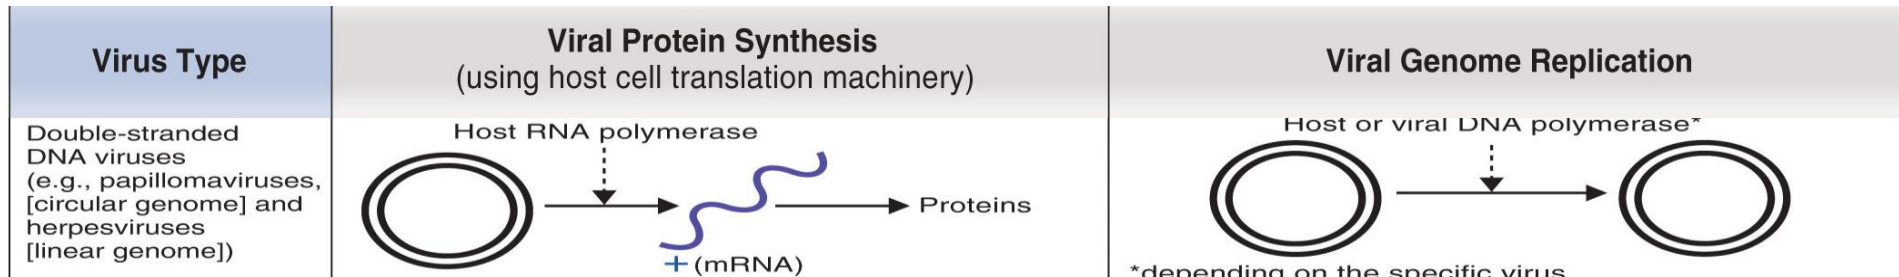 Virus Type
Viral Protein Synthesis
(using host cell translation machinery)
Viral Genome Replication
Double-stranded
DNA viruses
(e.g., papillomaviruses,
[circular genome] and
herpesviruses
[linear genome])
Host RNA polymerase
Proteins
+ (mRNA)
Host or viral DNA polymerase*
*depending on the specific virus